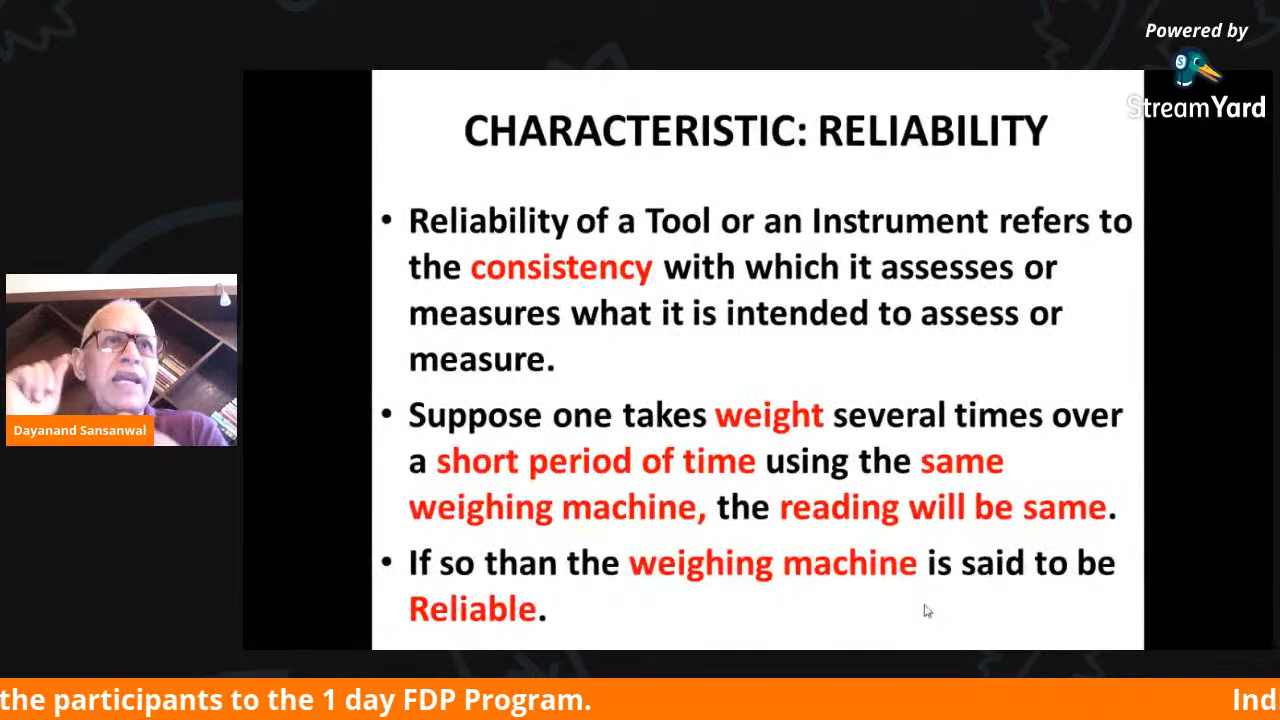 Powered by
StreamYard
CHARACTERISTIC: RELIABILITY
• Reliability of a Tool or an Instrument refers to
the consistency with which it assesses or
measures what it is intended to assess or
measure.
• Suppose one takes weight several times over
a short period of time using the same
weighing machine, the reading will be same.
• If so than the weighing machine is said to be
Reliable.
Dayanand Sansanwal
the participants to the 1 day FDP Program.
Ind